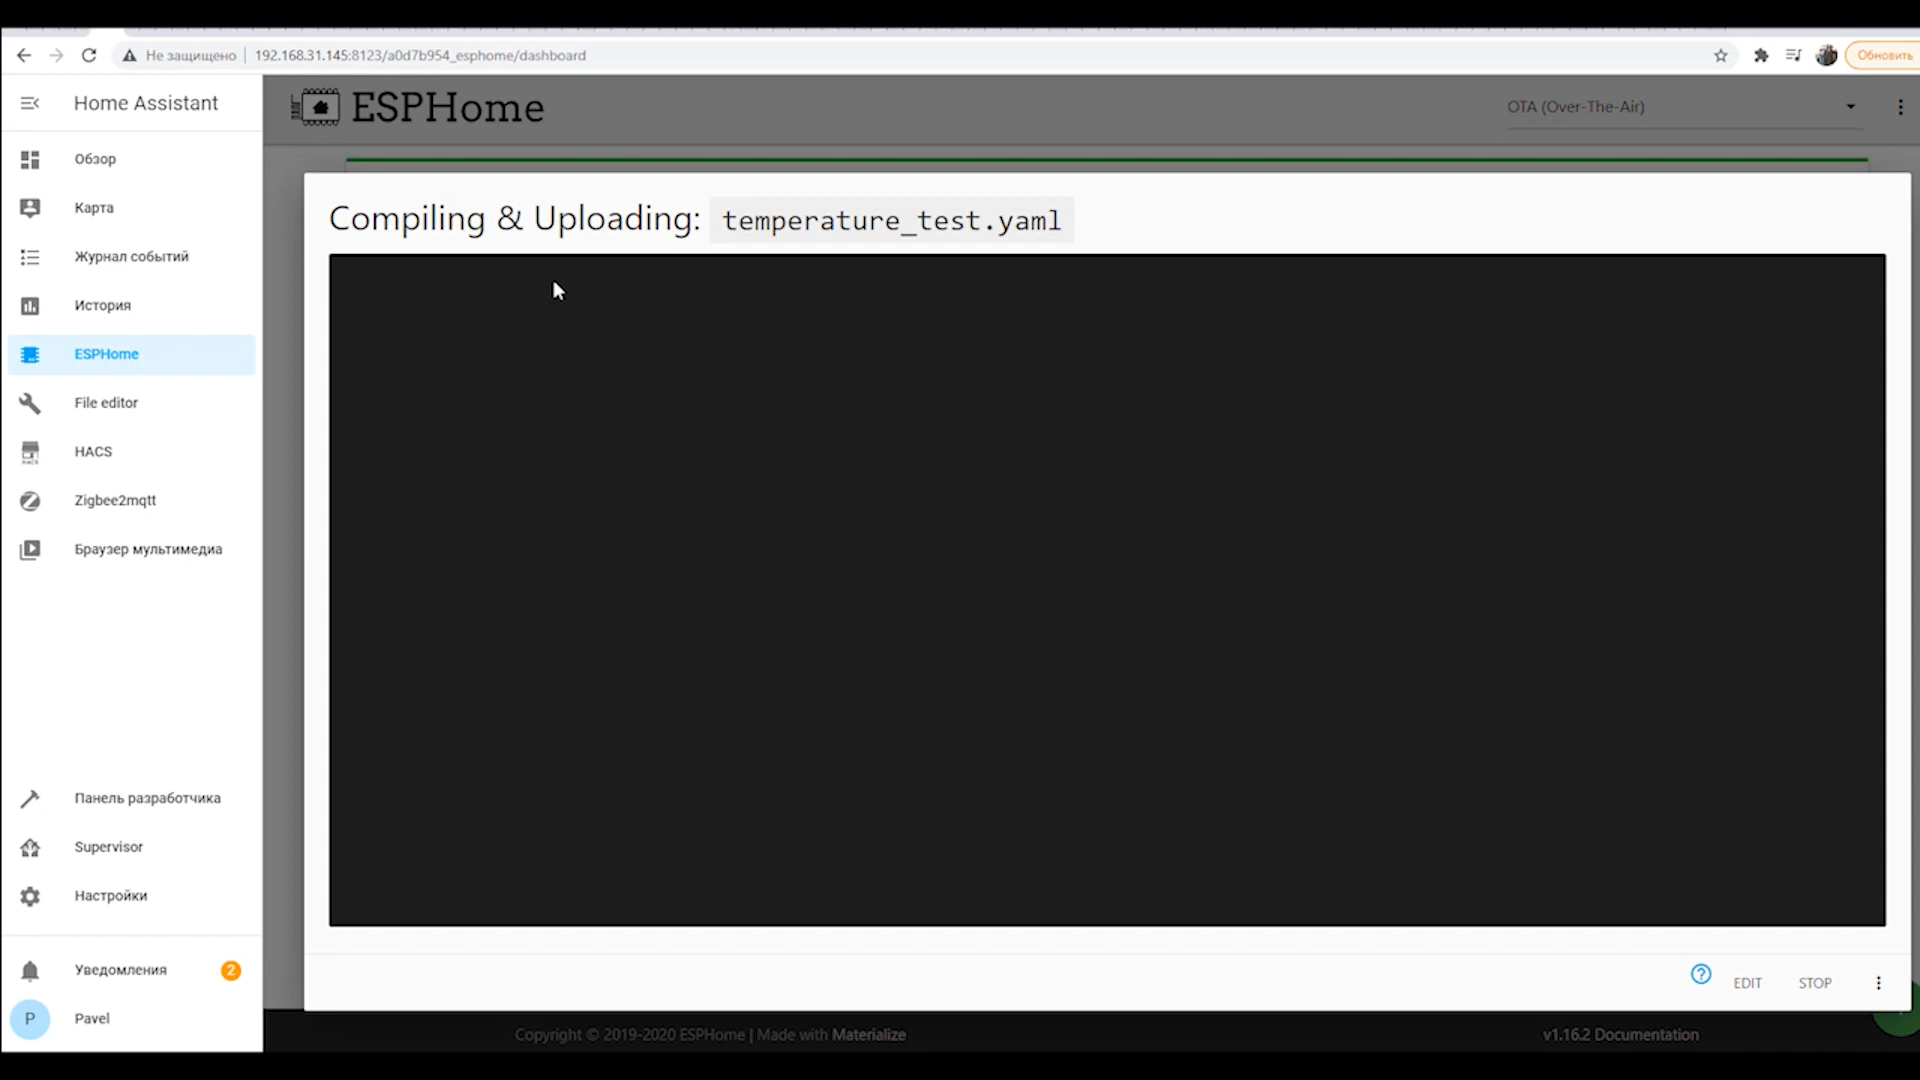 Не защищено
192.168.31.145:8123/a0d7b954_esphome/dashboard
Обновить
Home Assistant
ESPHome
OTA (Over-The-Air)
Обзор
Карта
Журнал событий
История
ESPHome
File editor
HACS
Zigbee2mqtt
Браузер мультимедиа
Панель разработчика
Supervisor
Настройки
Уведомления 2
P Pavel
Compiling & Uploading: temperature_test.yaml
EDIT STOP
Copyright © 2019-2020 ESPHome | Made with Materialize
v1.16.2 Documentation